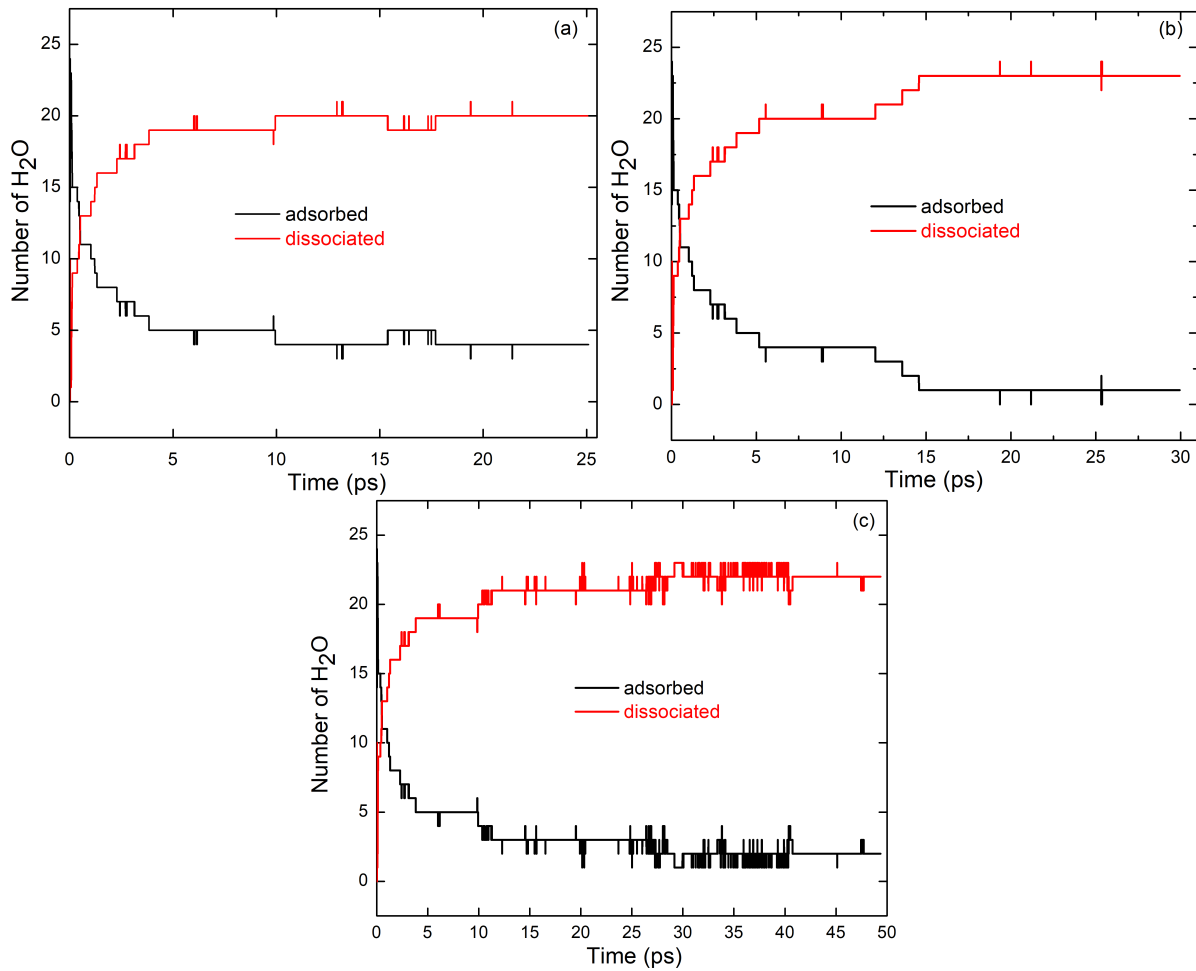 (a)
25
20
15
10
5
0
Number of H2O
adsorbed
dissociated
0 5 10 15 20 25
Time (ps)
(b)
25
20
15
10
5
0
Number of H2O
adsorbed
dissociated
0 5 10 15 20 25 30
Time (ps)
(c)
25
20
15
10
5
0
Number of H2O
adsorbed
dissociated
0 5 10 15 20 25 30 35 40 45 50
Time (ps)